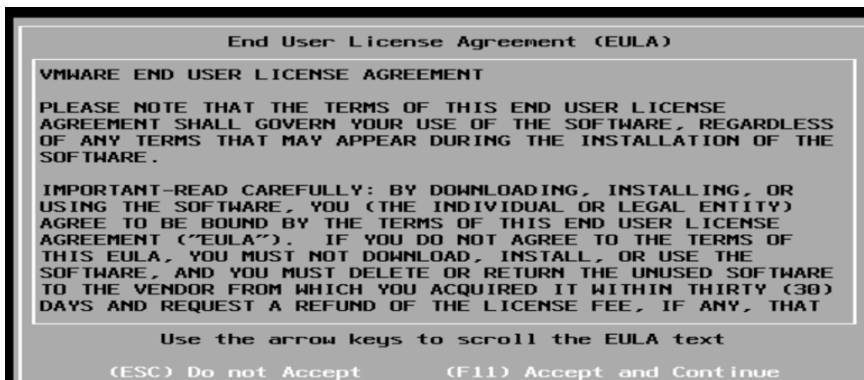 End User License Agreement (EULA)
VMWARE END USER LICENSE AGREEMENT
PLEASE NOTE THAT THE TERMS OF THIS END USER LICENSE
AGREEMENT SHALL GOVERN YOUR USE OF THE SOFTWARE, REGARDLESS
OF ANY TERMS THAT MAY APPEAR DURING THE INSTALLATION OF THE
SOFTWARE.
IMPORTANT-READ CAREFULLY: BY DOWNLOADING, INSTALLING, OR
USING THE SOFTWARE, YOU (THE INDIVIDUAL OR LEGAL ENTITY)
AGREE TO BE BOUND BY THE TERMS OF THIS END USER LICENSE
AGREEMENT ("EULA"). IF YOU DO NOT AGREE TO THE TERMS OF
THIS EULA, YOU MUST NOT DOWNLOAD, INSTALL, OR USE THE
SOFTWARE, AND YOU MUST DELETE OR RETURN THE UNUSED SOFTWARE
TO THE VENDOR FROM WHICH YOU ACQUIRED IT WITHIN THIRTY (30)
DAYS AND REQUEST A REFUND OF THE LICENSE FEE, IF ANY, THAT
Use the arrow keys to scroll the EULA text
(ESC) Do not Accept (F11) Accept and Continue